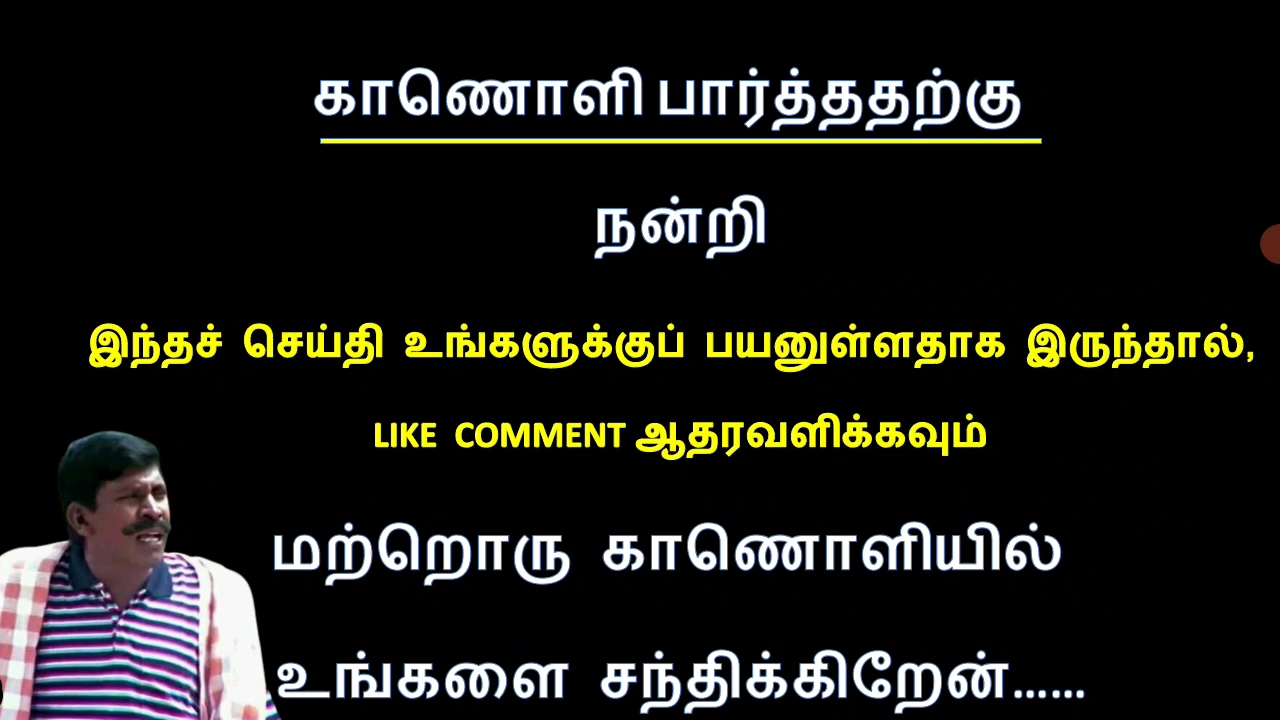 காணொளி பார்த்ததற்கு
நன்றி
இந்தச் செய்தி உங்களுக்குப் பயனுள்ளதாக இருந்தால்,
LIKE COMMENT ஆதரவளிக்கவும்
மற்றொரு காணொளியில்
உங்களை சந்திக்கிறேன்......